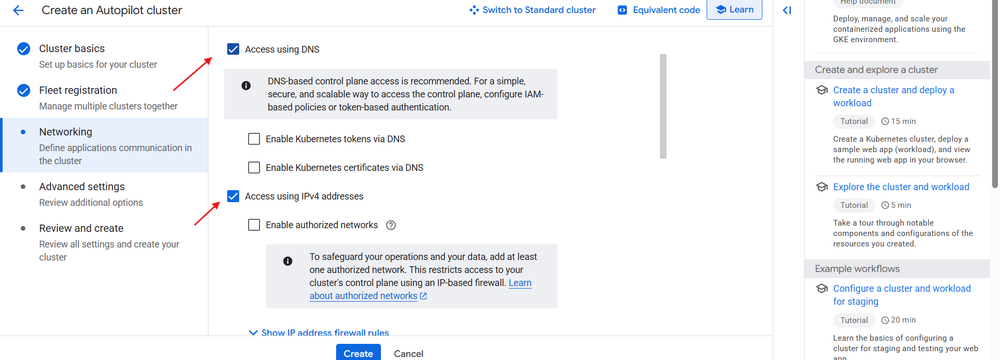 Create an Autopilot cluster
Switch to Standard cluster
Equivalent code
Learn
Cluster basics
Set up basics for your cluster
Fleet registration
Manage multiple clusters together
Networking
Define applications communication in
the cluster
Advanced settings
Review additional options
Review and create
Review all settings and create your
cluster
Access using DNS
DNS-based control plane access is recommended. For a simple,
secure, and scalable way to access the control plane, configure IAM-
based policies or token-based authentication.
Enable Kubernetes tokens via DNS
Enable Kubernetes certificates via DNS
Access using IPv4 addresses
Enable authorized networks
To safeguard your operations and your data, add at least
one authorized network. This restricts access to your
cluster's control plane using an IP-based firewall. Learn
about authorized networks
Show IP address firewall rules
Create
Cancel
Help document
Deploy, manage, and scale your
containerized applications using the
GKE environment.
Create and explore a cluster
Create a cluster and deploy a
workload
Tutorial
15 min
Create a Kubernetes cluster, deploy a
sample web app (workload), and view
the running web app in your browser.
Explore the cluster and workload
Tutorial
5 min
Take a tour through notable
components and configurations of the
resources you created.
Example workflows
Configure a cluster and workload
for staging
Tutorial
20 min
Learn the basics of configuring a
cluster for staging and testing your web
app